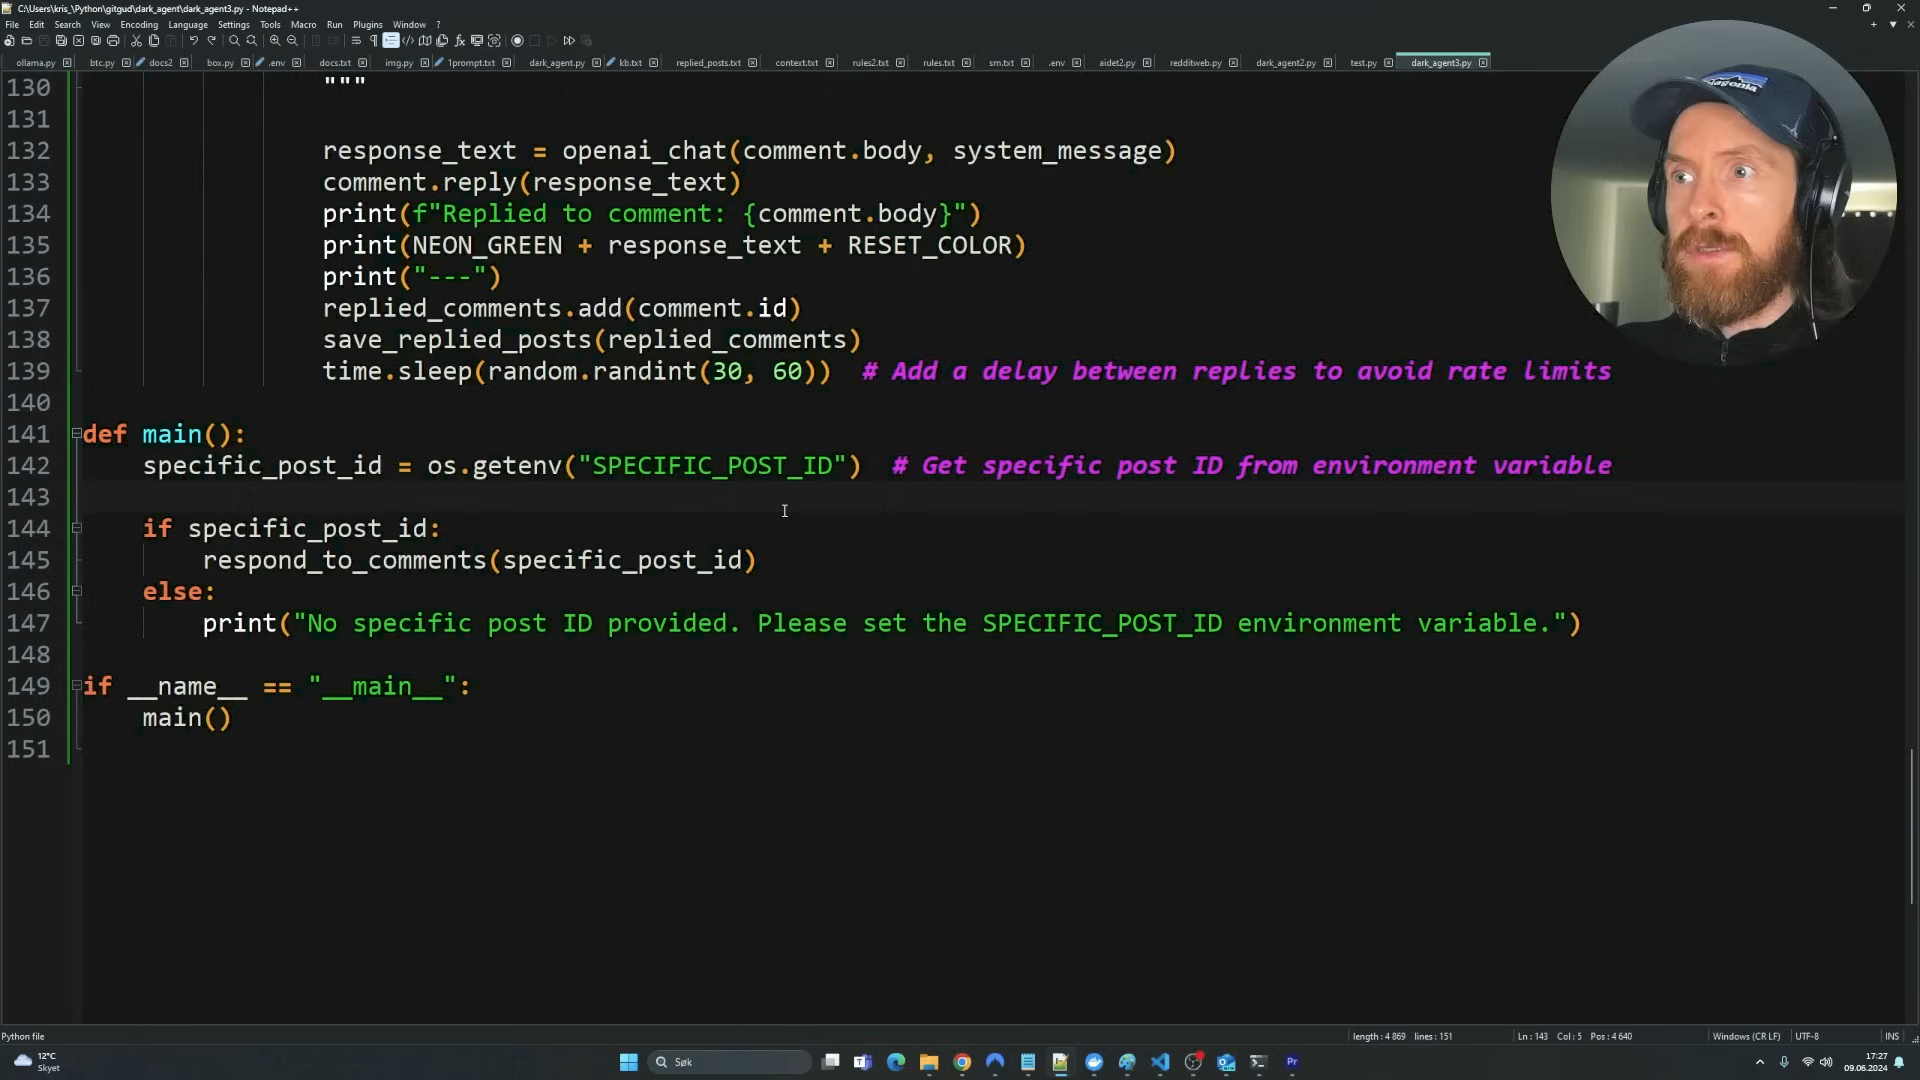 C:\Users\kris_\Python\gitgud\dark_agent\dark_agent3.py - Notepad++
File Edit Search View Encoding Language Settings Tools Macro Run Plugins Window ?
ollama.py btc.py docs2 box.py .env docs.txt img.py 1prompt.txt dark_agent.py kb.txt replied_posts.txt context.txt rules2.txt rules.txt sm.txt .env aidet2.py redditweb.py dark_agent2.py test.py dark_agent3.py
130 """
131
132 response_text = openai_chat(comment.body, system_message)
133 comment.reply(response_text)
134 print(f"Replied to comment: {comment.body}")
135 print(NEON_GREEN + response_text + RESET_COLOR)
136 print("---")
137 replied_comments.add(comment.id)
138 save_replied_posts(replied_comments)
139 time.sleep(random.randint(30, 60)) # Add a delay between replies to avoid rate limits
140
141 def main():
142 specific_post_id = os.getenv("SPECIFIC_POST_ID") # Get specific post ID from environment variable
143
144 if specific_post_id:
145 respond_to_comments(specific_post_id)
146 else:
147 print("No specific post ID provided. Please set the SPECIFIC_POST_ID environment variable.")
148
149 if __name__ == "__main__":
150 main()
151
patagonia
Python file length : 4 869 lines : 151 Ln : 143 Col : 5 Pos : 4 640 Windows (CR LF) UTF-8 INS
12°C
Skyet
Søk
17:27
09.06.2024